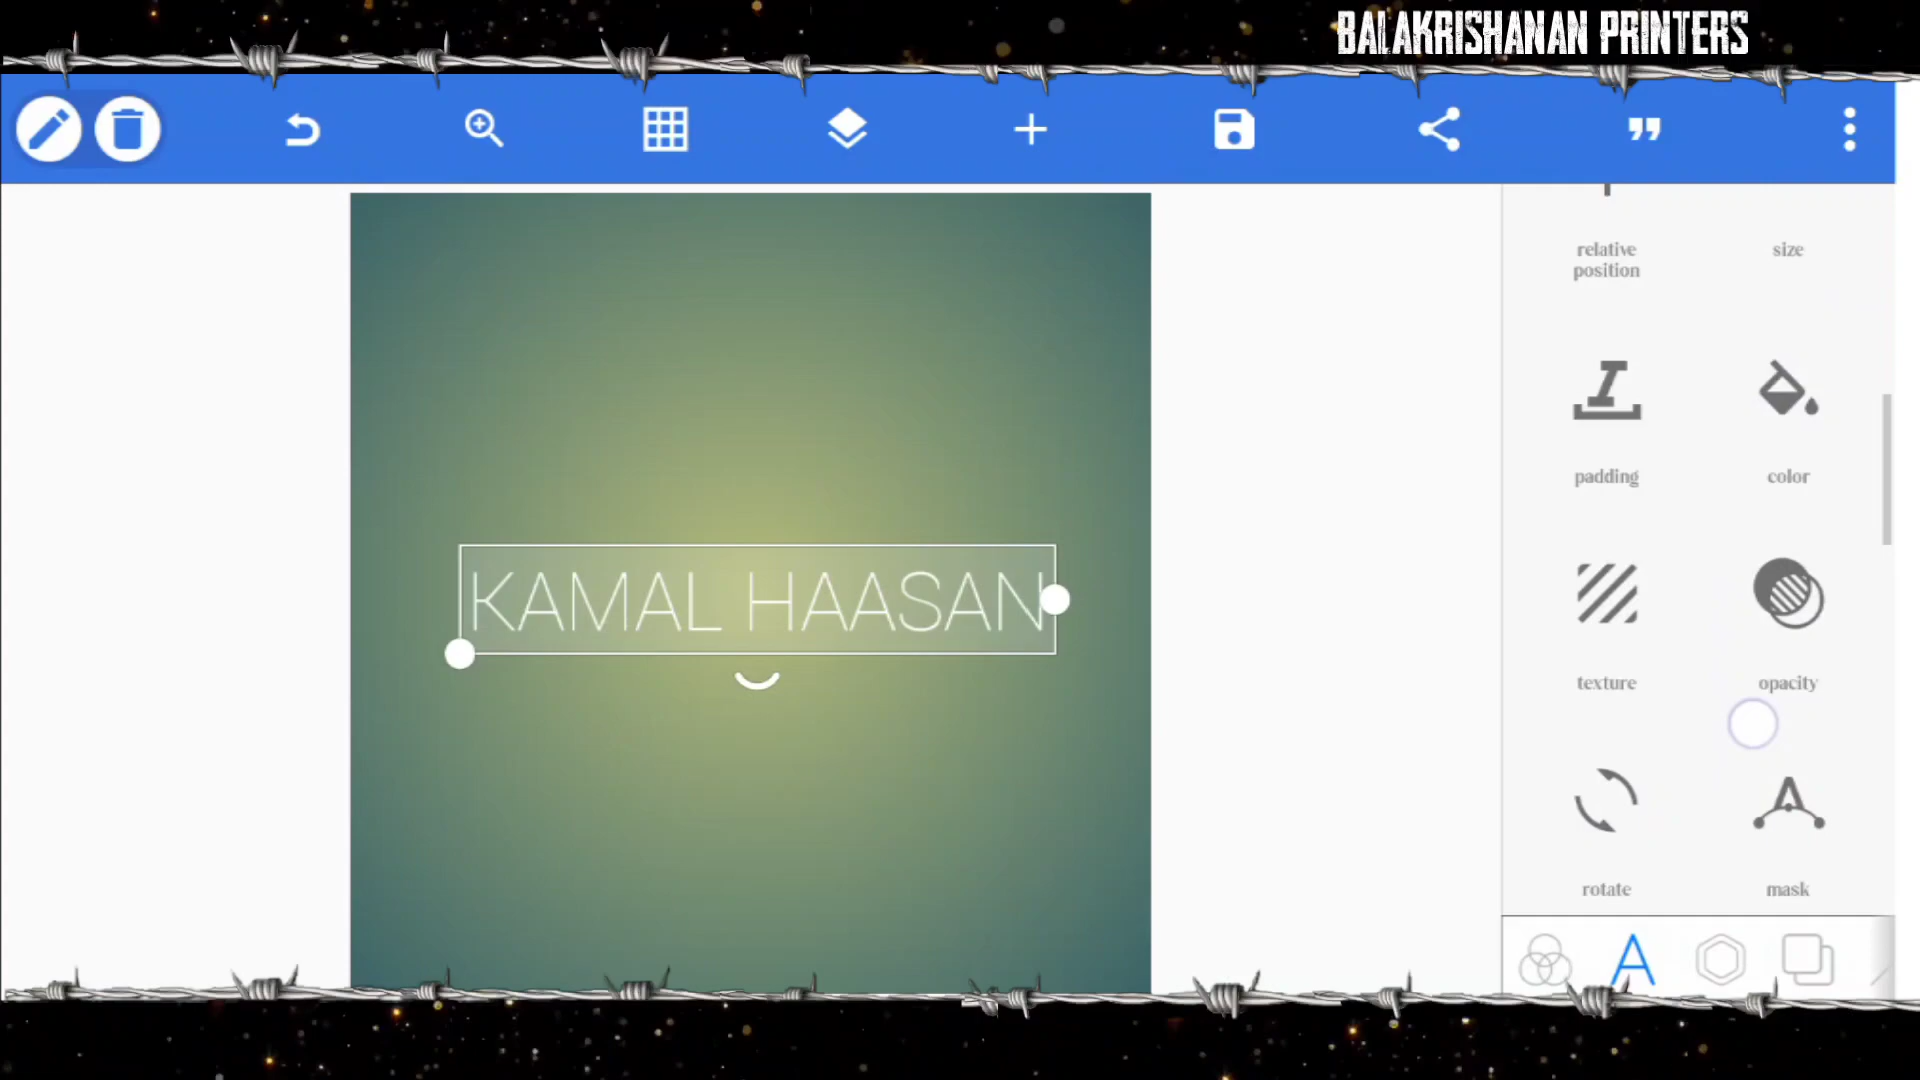 BALAKRISHANAN PRINTERS
relative
position
size
KAMAL HAASAN
padding
color
texture
opacity
rotate
mask